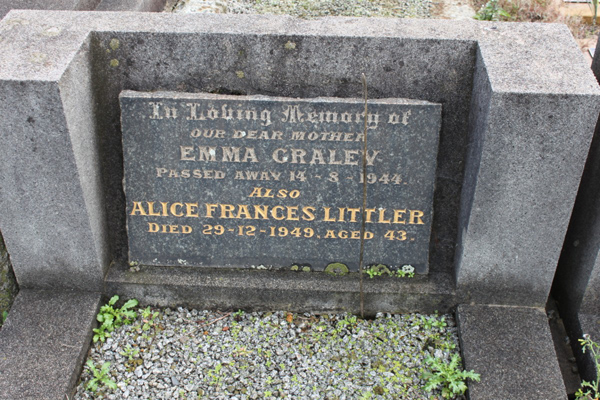 In Loving Memory of
OUR DEAR MOTHER
EMMA GRALEY
PASSED AWAY 14-8-1944.
ALSO
ALICE FRANCES LITTLER
DIED 29-12-1949. AGED 43.